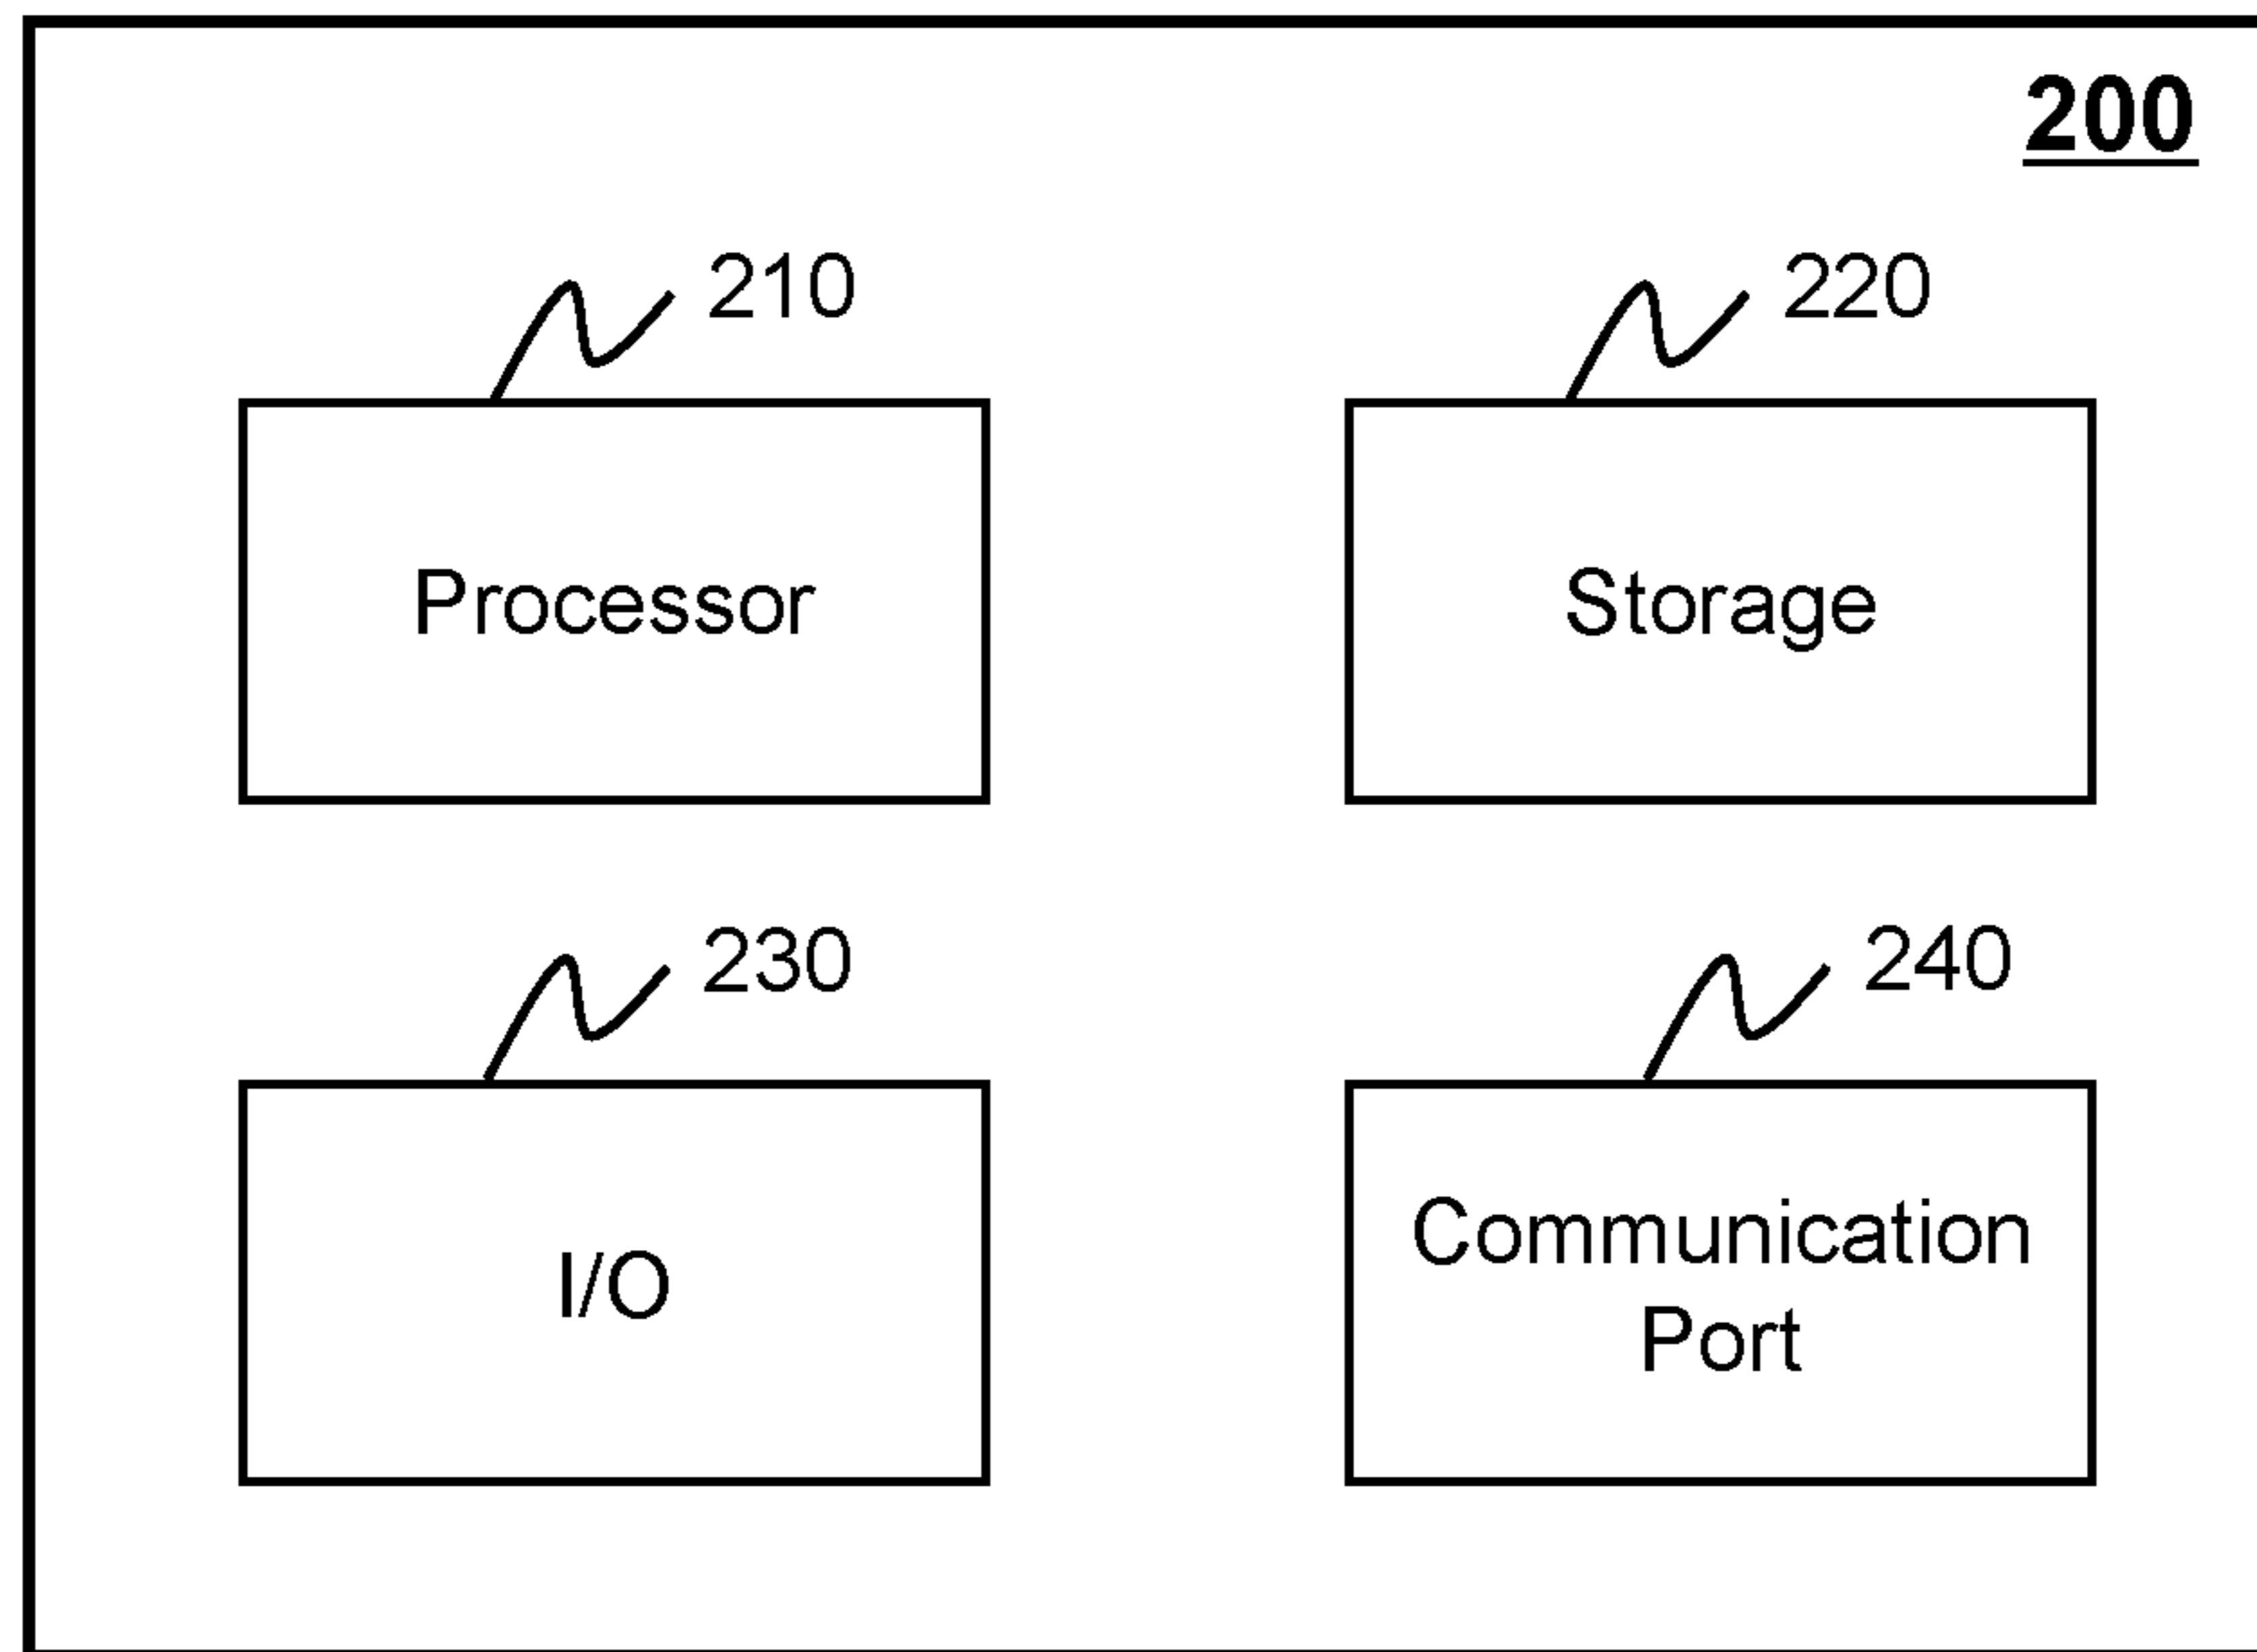 200
210
220
Processor
Storage
230
240
I/O
Communication
Port